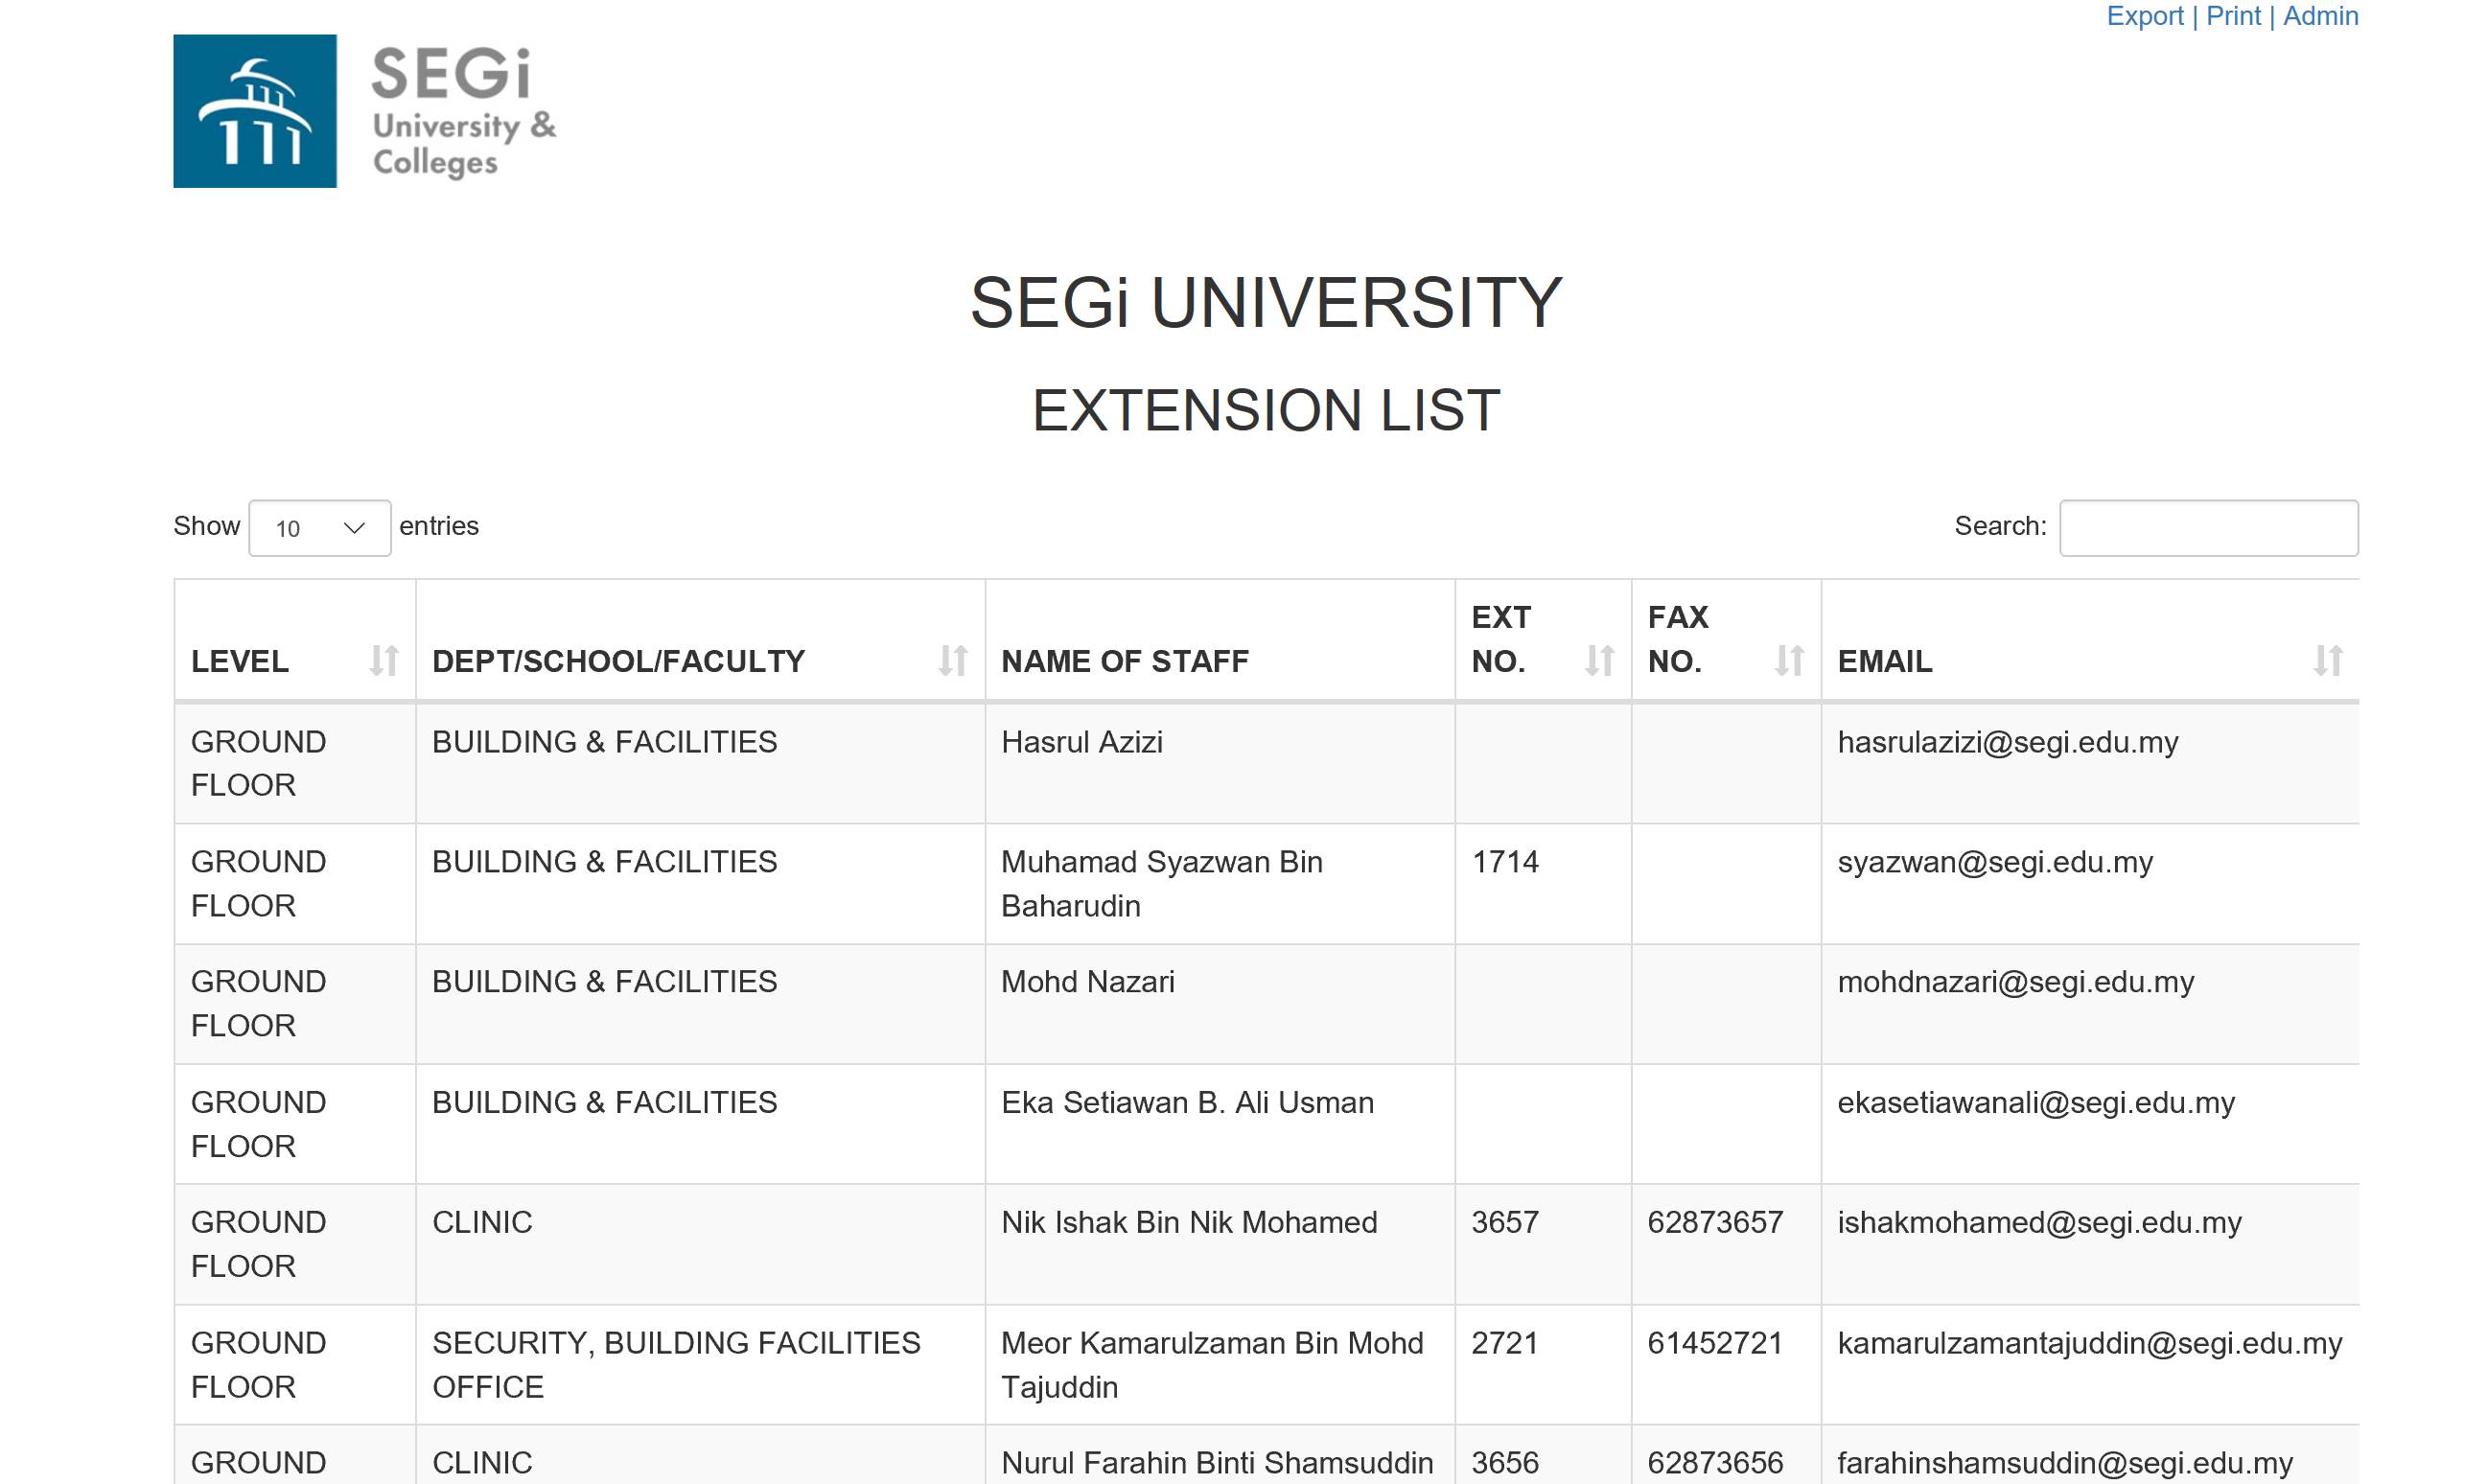 Export | Print | Admin
SEGi
University &
Colleges
SEGi UNIVERSITY
EXTENSION LIST
Show 10 entries Search:
LEVEL DEPT/SCHOOL/FACULTY NAME OF STAFF EXT NO. FAX NO. EMAIL
GROUND FLOOR BUILDING & FACILITIES Hasrul Azizi hasrulazizi@segi.edu.my
GROUND FLOOR BUILDING & FACILITIES Muhamad Syazwan Bin Baharudin 1714 syazwan@segi.edu.my
GROUND FLOOR BUILDING & FACILITIES Mohd Nazari mohdnazari@segi.edu.my
GROUND FLOOR BUILDING & FACILITIES Eka Setiawan B. Ali Usman ekasetiawanali@segi.edu.my
GROUND FLOOR CLINIC Nik Ishak Bin Nik Mohamed 3657 62873657 ishakmohamed@segi.edu.my
GROUND FLOOR SECURITY, BUILDING FACILITIES OFFICE Meor Kamarulzaman Bin Mohd Tajuddin 2721 61452721 kamarulzamantajuddin@segi.edu.my
GROUND CLINIC Nurul Farahin Binti Shamsuddin 3656 62873656 farahinshamsuddin@segi.edu.my